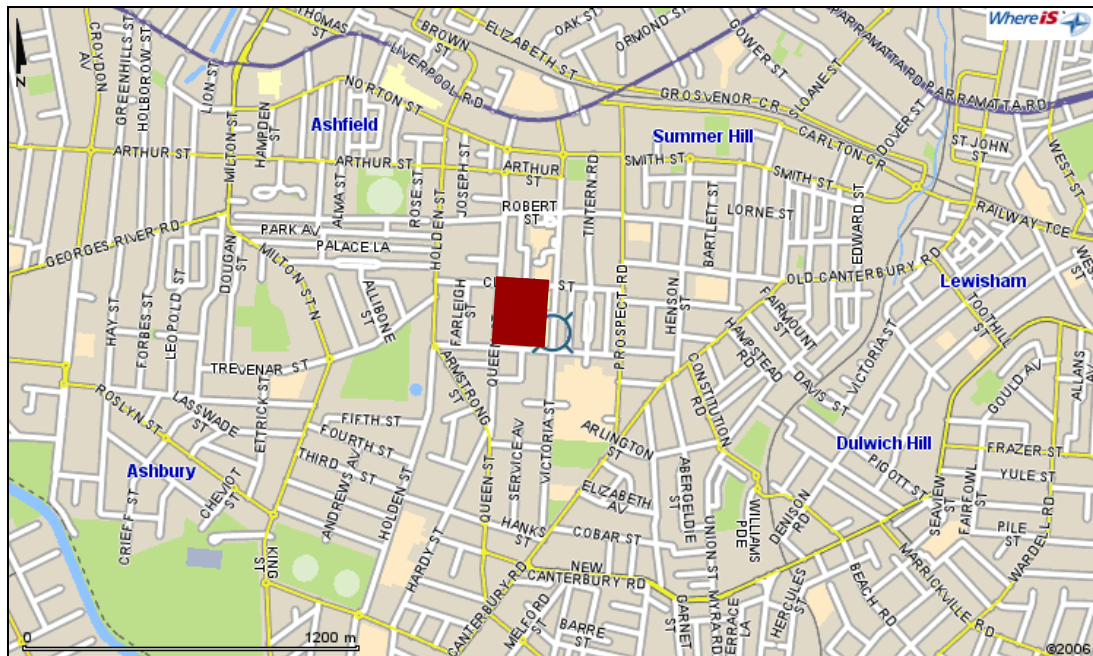 WhereiS
CROYDON
AV
GREENHILLS ST
HOLBOROW ST
LION ST
THOMAS
ST
BROWN
ST
ELIZABETH ST
OAK ST
ORMOND ST
GOWER ST
SLOANE ST
PARRAMATTA RD
PARRAMATTA RD
LIVERPOOL RD
NORTON ST
GROSVENOR CR
CARLTON CR
DOVER ST
ST JOHN
ST
WEST ST
Ashfield
Summer Hill
MILTON ST
HAMPDEN
ST
ARTHUR ST
ARTHUR ST
ARTHUR
ST
SMITH ST
SMITH ST
JOSEPH ST
ALMA ST
ROSE ST
HOLDEN ST
ROBERT
ST
TINTERN RD
BARTLETT ST
LORNE ST
EDWARD ST
RAILWAY TCE
GEORGES RIVER RD
PARK AV
PALACE LA
DOUGAN
ST
MILTON ST N
OLD CANTERBURY RD
Lewisham
HAY ST
FORBES ST
LEOPOLD ST
ALLIBONE
ST
FARLEIGH
ST
ST
PROSPECT RD
HENSON
ST
FAIRMOUNT
ST
HAMPSTEAD
RD
TOOTHILL
ST
VICTORIA ST
GOULD AV
ALLANS
TREVENAR ST
ARMSTRONG
ST
CONSTITUTION
RD
DAVIS ST
ROSLYN ST
LASSWADE
ST
ETTRICK ST
FIFTH ST
FOURTH ST
THIRD ST
SERVICE AV
VICTORIA ST
ARLINGTON
ST
Dulwich Hill
FRAZER ST
YULE ST
PIGOTT ST
Ashbury
CHEVIOT
ST
CRIEFF ST
ANDREWS AV
HOLDEN ST
QUEEN ST
ELIZABETH
AV
ABERGELDIE
ST
SEAVIEW
ST
FAIRFOWL
ST
HANKS
ST
COBAR ST
UNION ST
WILLIAMS
PDE
DENISON
RD
PILE
ST
WARDELL RD
KING
ST
HARDY ST
NEW
CANTERBURY RD
MARRICKVILLE RD
BEACH RD
CANTERBURY RD
MELFORD
ST
BARRE
ST
GARNET
ST
MYRA RD
TERRACE
LA
HERCULES
ST
0
1200 m
©2006